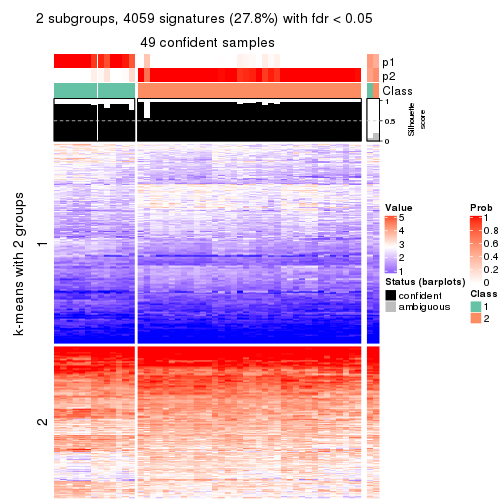 2 subgroups, 4059 signatures (27.8%) with fdr < 0.05
49 confident samples
p1
p2
Class
1
0.5
0
Silhouette
score
k-means with 2 groups
1
2
Value
5
4
3
2
1
Prob
1
0.8
0.6
0.4
0.2
0
Status (barplots)
confident
ambiguous
Class
1
2